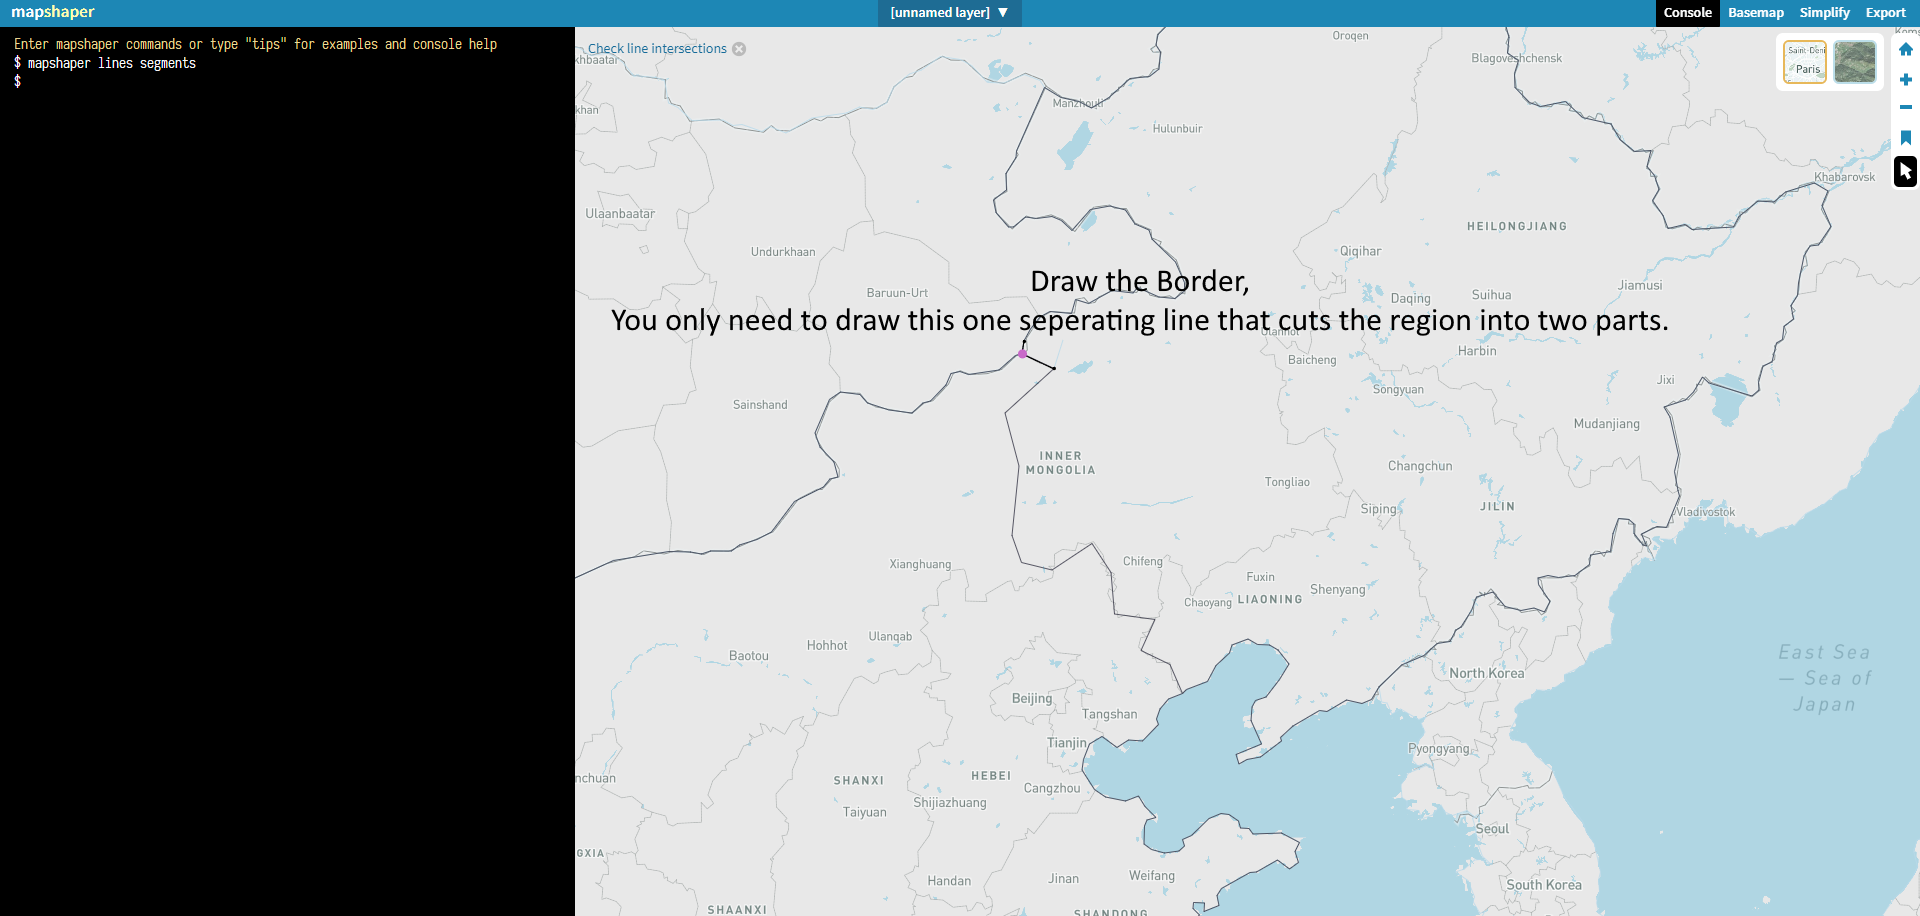 mapshaper
[unnamed layer] ▼
Console Basemap Simplify Export
Enter mapshaper commands or type "tips" for examples and console help
$ mapshaper lines segments
$
Check line intersections
Oroqen
khbaatar
Blagoveshchensk
Saint-Deni
Paris
khan
Manzhouli
Hulunbuir
Khabarovsk
Ulaanbaatar
HEILONGJIANG
Undurkhaan
Qiqihar
Draw the Border,
Baruun-Urt
Daqing
Suihua
Jiamusi
You only need to draw this one seperating line that cuts the region into two parts.
Ulanhot
Baicheng
Harbin
Songyuan
Jixi
Sainshand
Mudanjiang
INNER
MONGOLIA
Changchun
Tongliao
Siping
JILIN
Vladivostok
Xianghuang
Chifeng
Fuxin
Shenyang
Chaoyang
LIAONING
Ulanqab
Hohhot
Baotou
East Sea
— Sea of
Japan
North Korea
Beijing
Tangshan
Tianjin
Pyongyang
nchuan
SHANXI
HEBEI
Cangzhou
Shijiazhuang
Taiyuan
Seoul
GXIA
Handan
Jinan
Weifang
South Korea
SHAANXI
SHANDONG